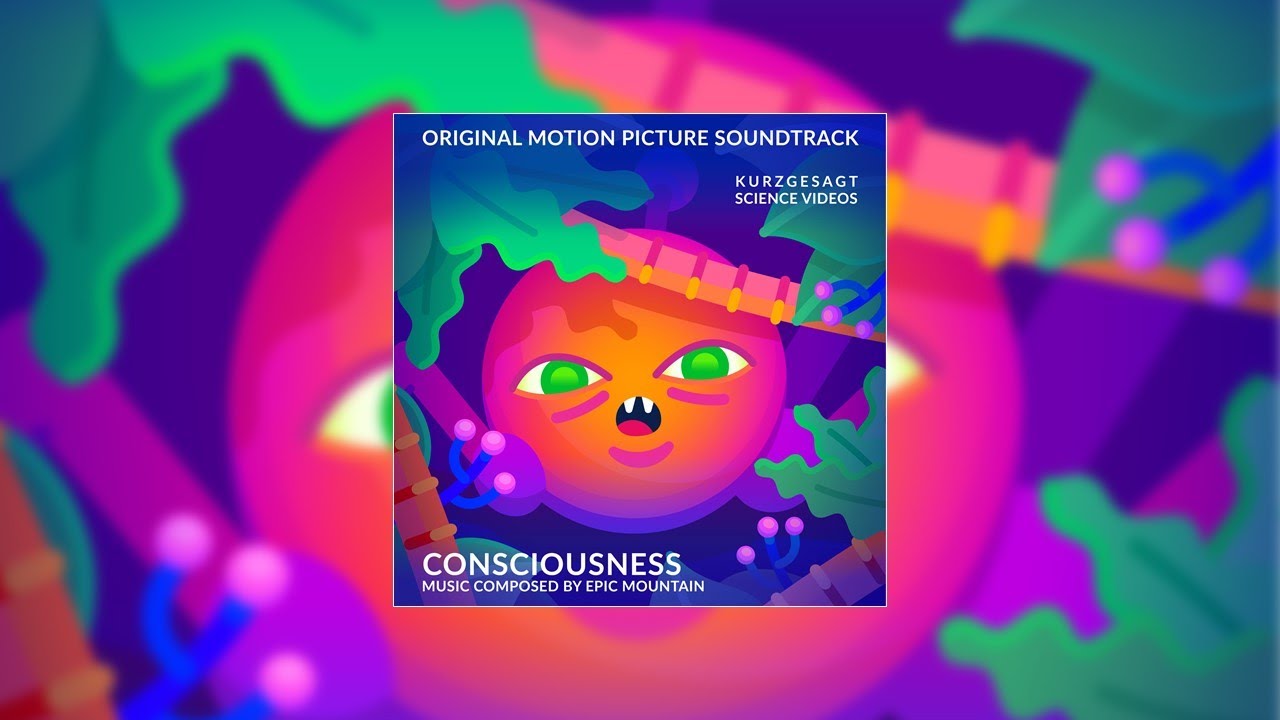 ORIGINAL MOTION PICTURE SOUNDTRACK
KURZGESAGT
SCIENCE VIDEOS
CONSCIOUSNESS
MUSIC COMPOSED BY EPIC MOUNTAIN